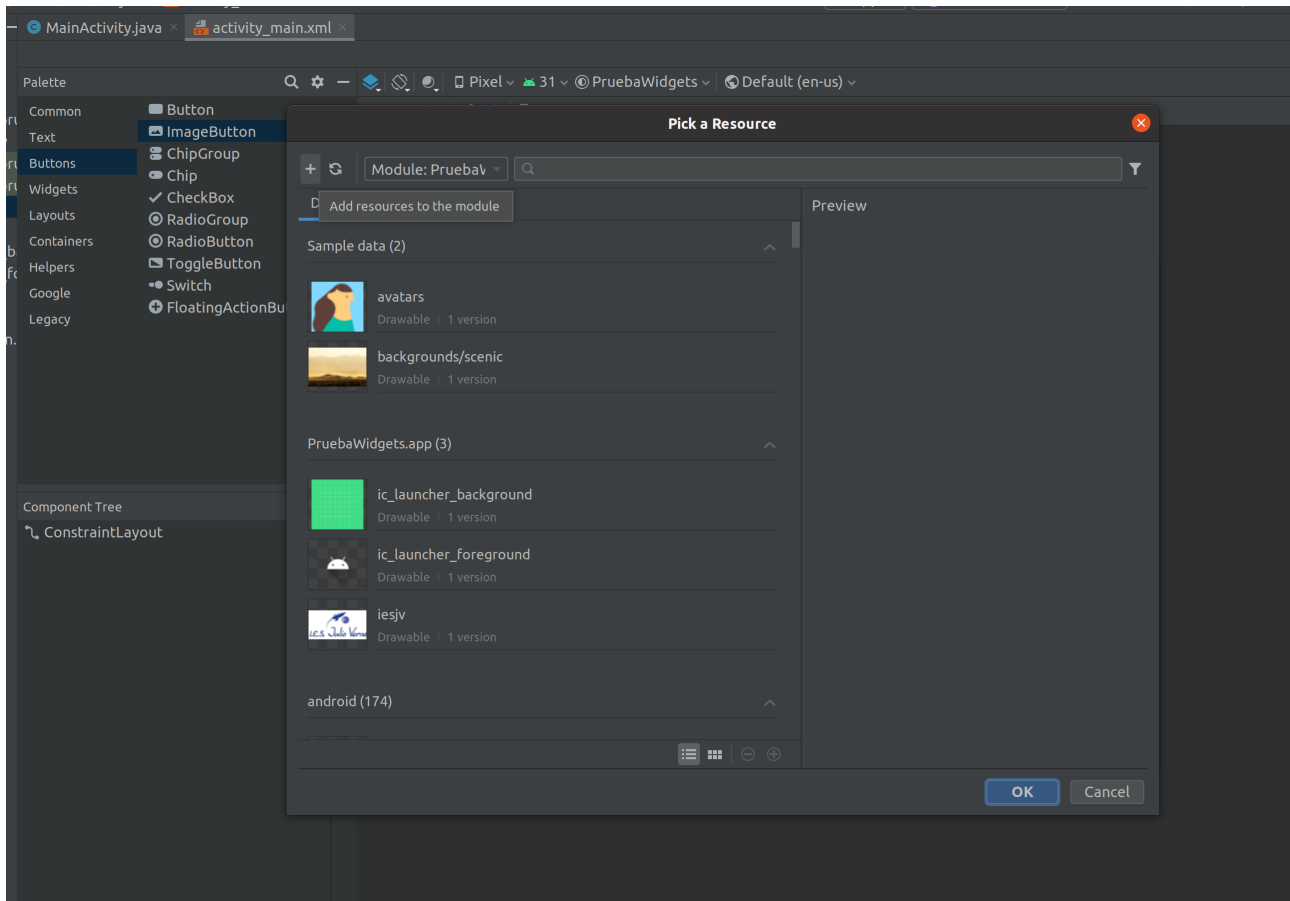 MainActivity.java
activity_main.xml
Palette
Pixel
31
PruebaWidgets
Default (en-us)
Common
Text
Buttons
Widgets
Layouts
Containers
Helpers
Google
Legacy
Button
ImageButton
ChipGroup
Chip
CheckBox
RadioGroup
RadioButton
ToggleButton
Switch
FloatingActionBu
Component Tree
ConstraintLayout
Pick a Resource
Module: Prueba
Add resources to the module
Preview
Sample data (2)
avatars
Drawable | 1 version
backgrounds/scenic
Drawable | 1 version
PruebaWidgets.app (3)
ic_launcher_background
Drawable | 1 version
ic_launcher_foreground
Drawable | 1 version
I.E.S. Julio Verne
iesjv
Drawable | 1 version
android (174)
OK
Cancel